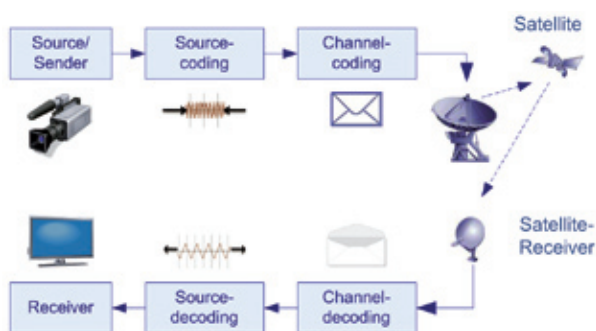 Source/
Sender
Source-
coding
Channel-
coding
Satellite
Satellite-
Receiver
Receiver
Source-
decoding
Channel-
decoding